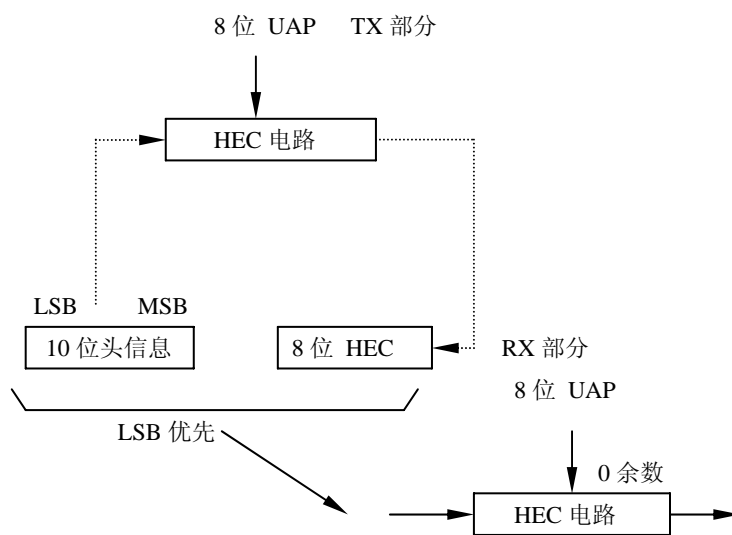 8 位 UAP TX 部分
HEC 电路
LSB MSB
10 位头信息 8 位 HEC RX 部分
8 位 UAP
LSB 优先
0 余数
HEC 电路